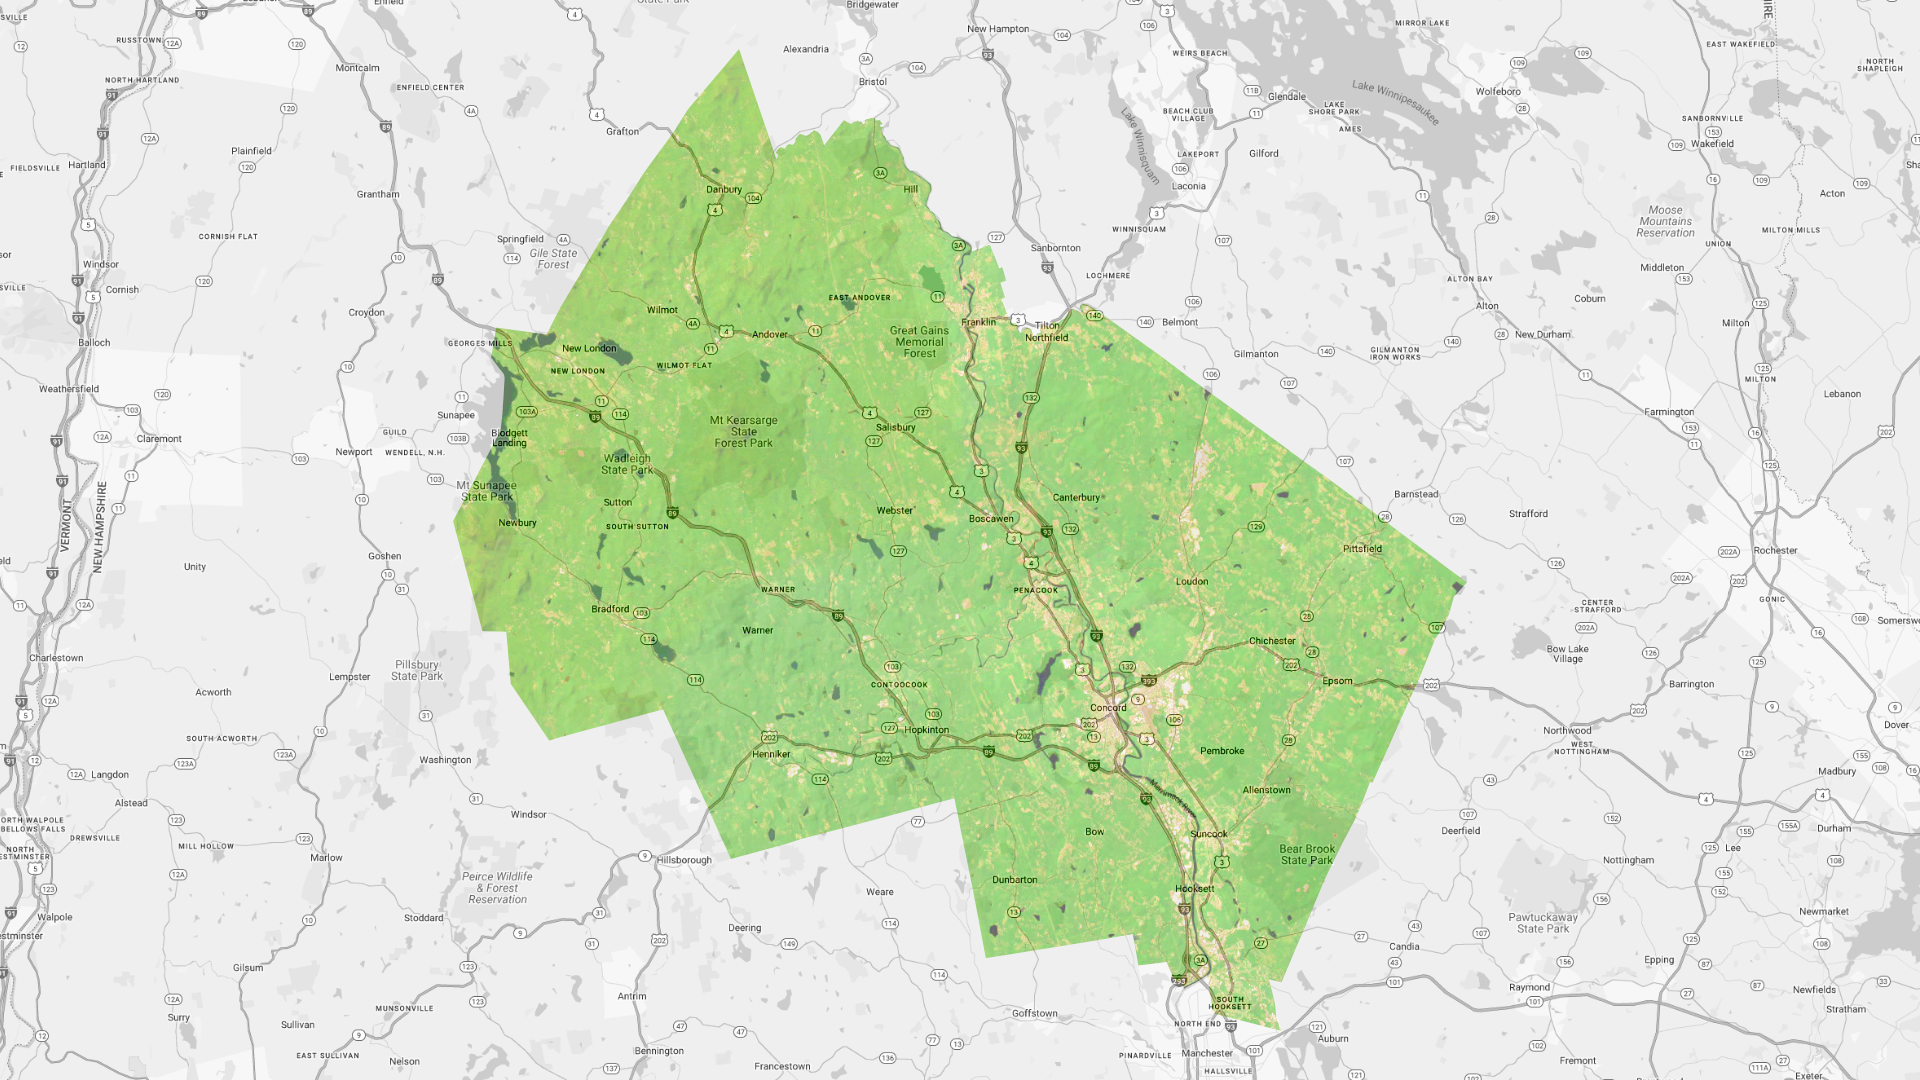 Bridgewater
Enfield
RUSSTOWN
New Hampton
MIRROR LAKE
EAST WAKEFIELD
Montcalm
Alexandria
WEIRS BEACH
NORTH
SHAPLEIGH
NORTH HARTLAND
ENFIELD CENTER
Bristol
Glendale
LAKE
SHORE PARK
Lake Winnipesaukee
Wolfeboro
BEACH CLUB
VILLAGE
AMES
SANBORNVILLE
Grafton
Lake Winnisquam
Wakefield
Plainfield
LAKEPORT
Gilford
FIELDSVILLE
Hartland
Laconia
Danbury
Hill
Grantham
Acton
Moose
Mountains
Reservation
WINNISQUAM
MILTON MILLS
CORNISH FLAT
Springfield
Gile State
Forest
Sanbornton
UNION
Windsor
LOCHMERE
Middleton
ALTON BAY
Cornish
EAST ANDOVER
Coburn
Alton
Croydon
Wilmot
Franklin
Tilton
Northfield
Belmont
Milton
Balloch
GEORGES MILLS
New London
Andover
Great Gains
Memorial
Forest
New Durham
Gilmanton
GILMANTON
IRON WORKS
NEW LONDON
WILMOT FLAT
MILTON
Weathersfield
Lebanon
Sunapee
Farmington
Mt Kearsarge
State
Forest Park
Salisbury
Claremont
GUILD
Blodgett
Landing
Newport
WENDELL, N.H.
Wadleigh
State Park
Mt Sunapee
State Park
Barnstead
Sutton
Canterbury
Strafford
VERMONT
NEW HAMPSHIRE
Newbury
SOUTH SUTTON
Webster
Boscawen
Goshen
Pittsfield
Rochester
Unity
Loudon
WARNER
PENACOOK
GONIC
CENTER
STRAFFORD
Bradford
Warner
Chichester
Bow Lake
Village
Charlestown
Pillsbury
State Park
Lempster
Epsom
Barrington
CONTOOCOOK
Acworth
Concord
Dover
Hopkinton
Northwood
SOUTH ACWORTH
WEST
NOTTINGHAM
Henniker
Pembroke
Washington
Langdon
Madbury
Allenstown
Alstead
Merrimack River
Windsor
BELLOWS FALLS
DREWSVILLE
Bow
Suncook
Deerfield
Durham
MILL HOLLOW
Lee
NORTH
Marlow
Hillsborough
Bear Brook
State Park
Nottingham
Peirce Wildlife
& Forest
Reservation
Dunbarton
Weare
Hooksett
Walpole
Stoddard
Deering
Pawtuckaway
State Park
Newmarket
Candia
Gilsum
Epping
Raymond
Newfields
Antrim
SOUTH
HOOKSETT
MUNSONVILLE
Goffstown
Stratham
Surry
Sullivan
NORTH END
Auburn
EAST SULLIVAN
Bennington
PINARDVILLE
Manchester
Nelson
Francestown
HALLSVILLE
Fremont
Exeter